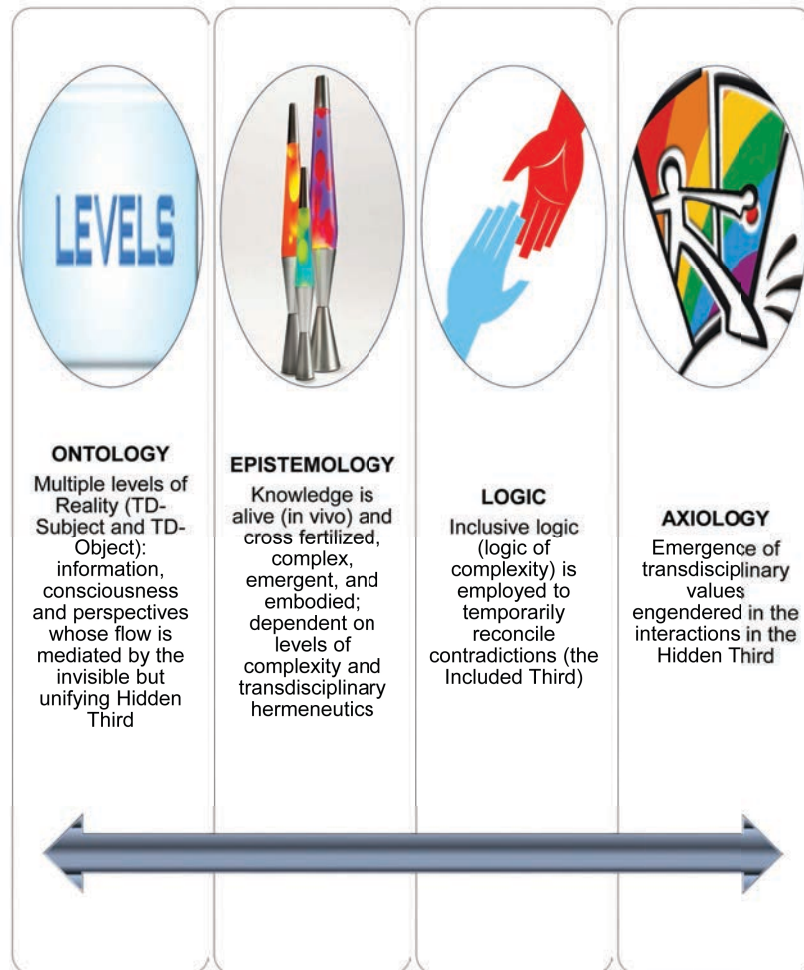 LEVELS
ONTOLOGY
Multiple levels of
Reality (TD-
Subject and TD-
Object):
information,
consciousness
and perspectives
whose flow is
mediated by the
invisible but
unifying Hidden
Third
EPISTEMOLOGY
Knowledge is
alive (in vivo) and
cross fertilized,
complex,
emergent, and
embodied;
dependent on
levels of
complexity and
transdisciplinary
hermeneutics
LOGIC
Inclusive logic
(logic of
complexity) is
employed to
temporarily
reconcile
contradictions (the
Included Third)
AXIOLOGY
Emergence of
transdisciplinary
values
engendered in the
interactions in the
Hidden Third